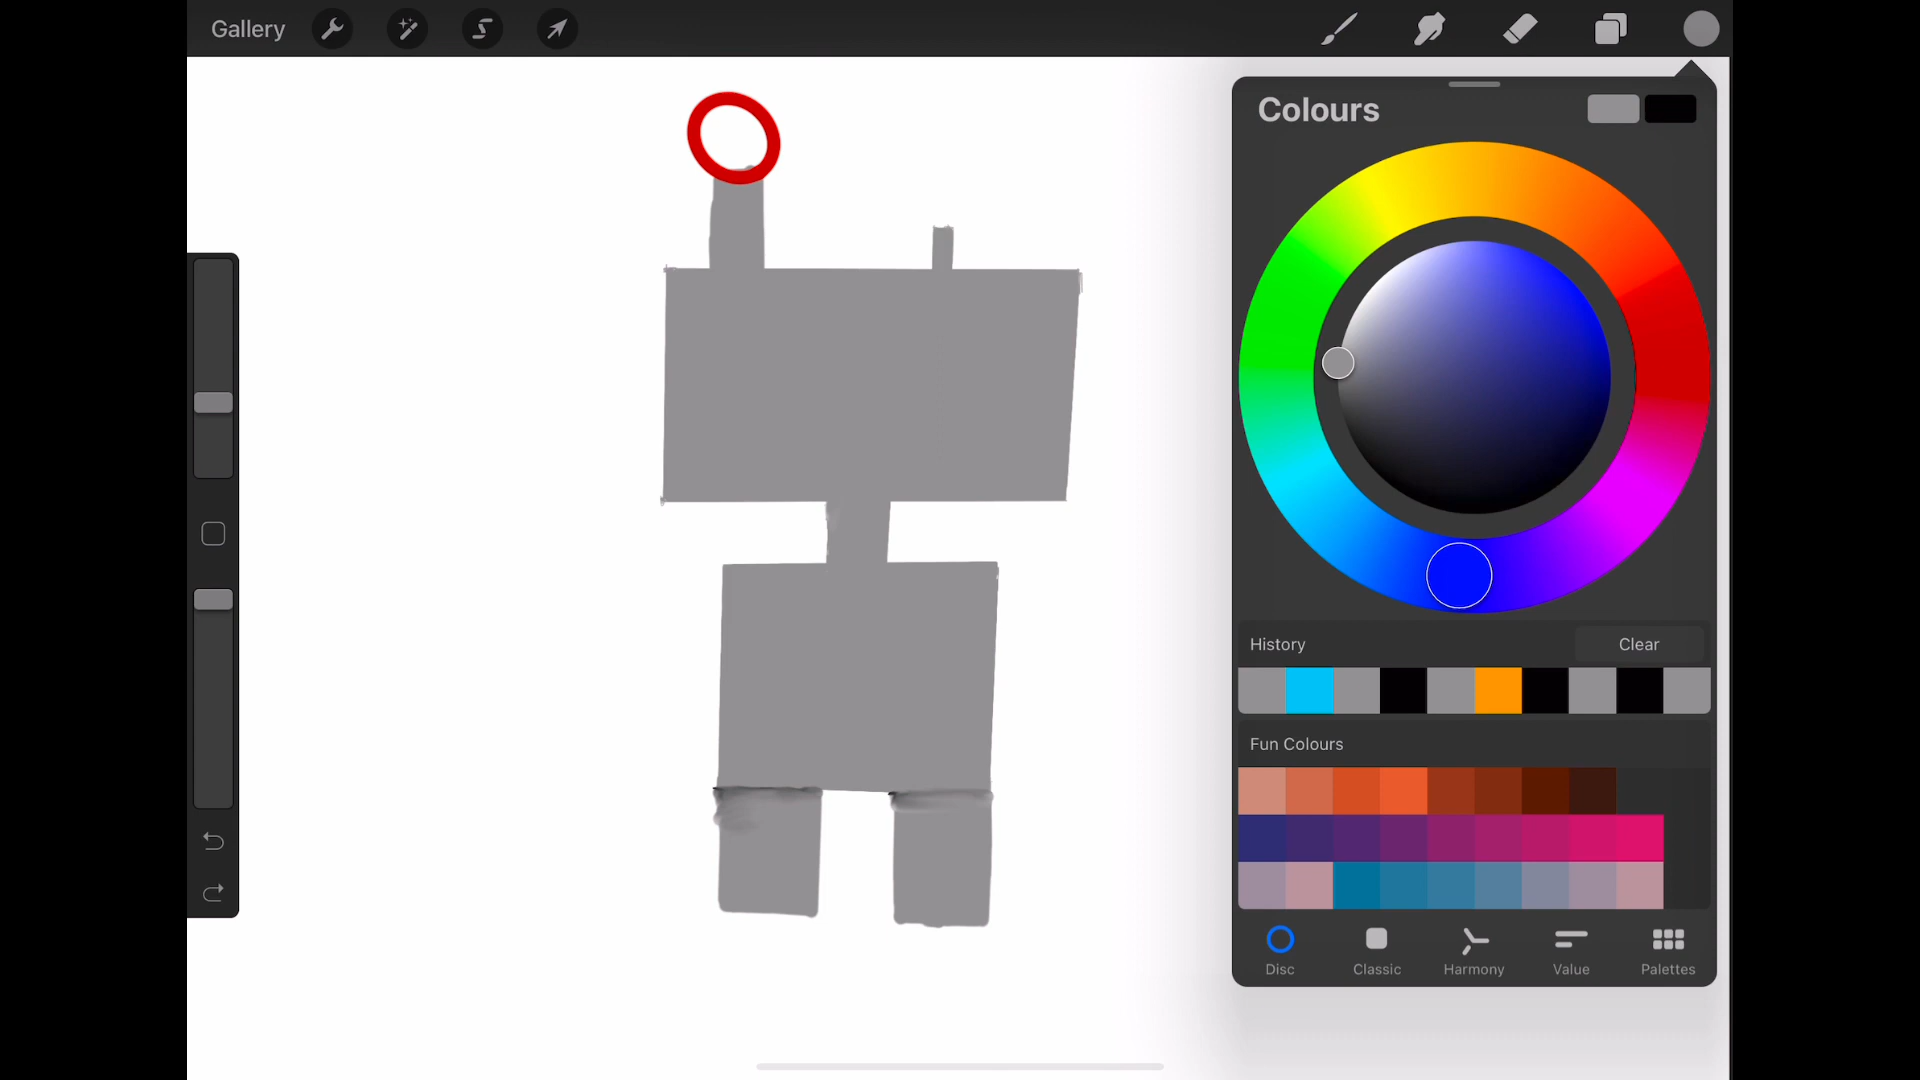 Gallery
Colours
History
Clear
Fun Colours
Disc
Classic
Harmony
Value
Palettes